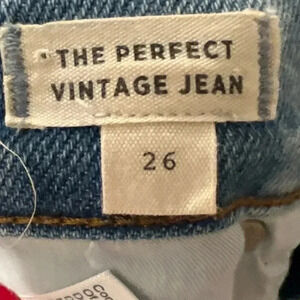 THE PERFECT
VINTAGE JEAN
26